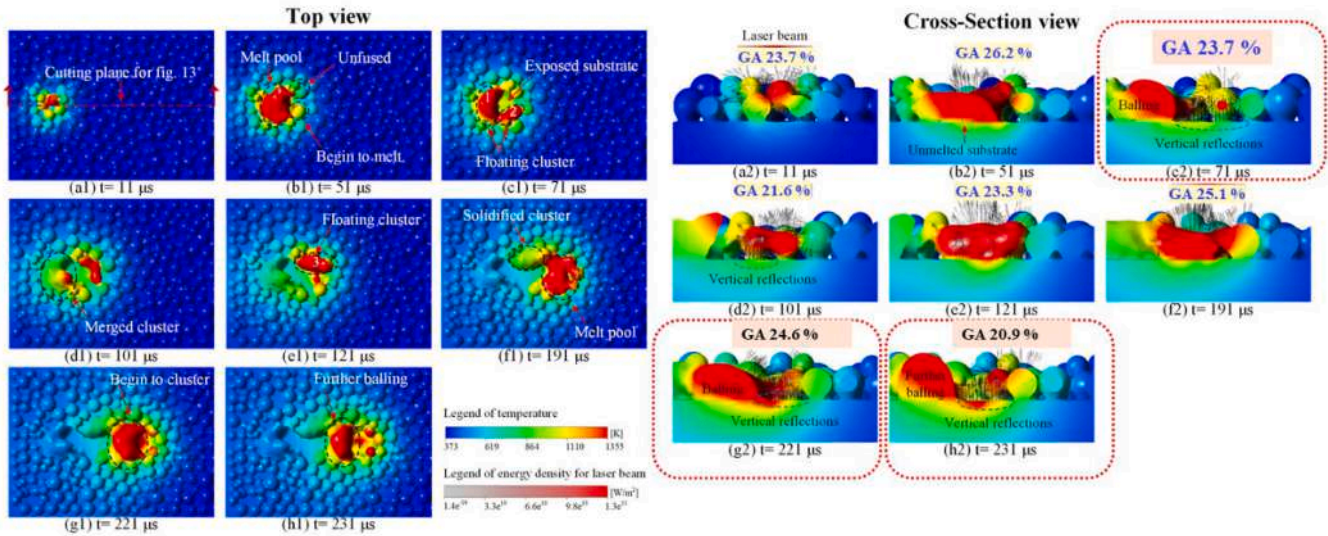 Top view
Cutting plane for fig. 13"
(a1) t= 11 μs
Melt pool
Unfused
Begin to melt
(b1) t= 51 μs
Exposed substrate
Floating cluster
(c1) t= 71 μs
Merged cluster
(d1) t= 101 μs
Floating cluster
3
(e1) t= 121 μs
Solidified cluster
Melt pool
(f1) t= 191 μs
Begin to cluster
(g1) t= 221 μs
Further balling
(h1) t= 231 μs
Legend of temperature
[K]
373 619 864 1110 1355
Legend of energy density for laser beam
[W/m²]
Cross-Section view
Laser beam
GA 23.7 %
(a2) t= 11 μs
GA 26.2 %
Unmelted substrate
(b2) t= 51 μs
GA 23.7 %
Balling
Vertical reflections
(c2) t= 71 μs
GA 21.6 %
Vertical reflections
(d2) t= 101 μs
GA 23.3 %
(e2) t= 121 μs
GA 25.1 %
(f2) t= 191 μs
GA 24.6 %
Balling
Vertical reflections
(g2) t= 221 μs
GA 20.9 %
Further
balling
Vertical reflections
(h2) t= 231 μs